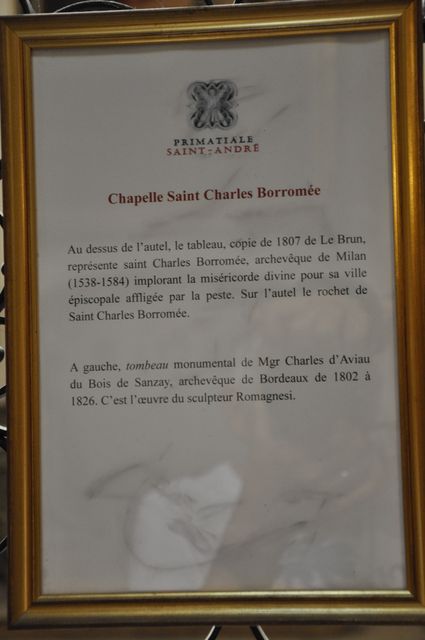 PRIMATIALE
SAINT-ANDRÉ
Chapelle Saint Charles Borromée
Au dessus de l'autel, le tableau, copie de 1807 de Le Brun,
représente saint Charles Borromée, archevêque de Milan
(1538-1584) implorant la miséricorde divine pour sa ville
épiscopale affligée par la peste. Sur l'autel le rochet de
Saint Charles Borromée.
A gauche, tombeau monumental de Mgr Charles d'Aviau
du Bois de Sanzay, archevêque de Bordeaux de 1802 à
1826. C'est l'œuvre du sculpteur Romagnesi.